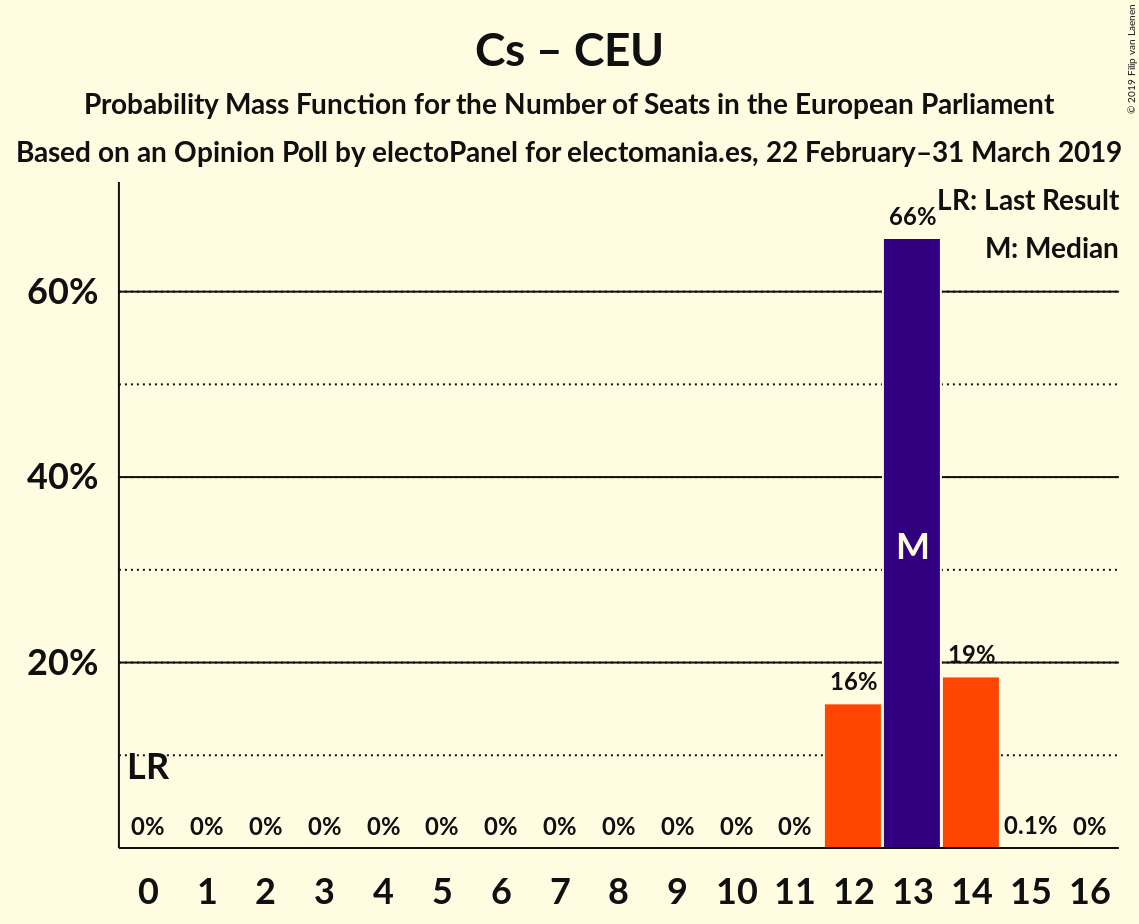 Cs – CEU
Probability Mass Function for the Number of Seats in the European Parliament
Based on an Opinion Poll by electoPanel for electomania.es, 22 February–31 March 2019
© 2019 Filip van Laenen
LR: Last Result
M: Median
66%
60%
40%
M
20%
19%
16%
LR
0% 0% 0% 0% 0% 0% 0% 0% 0% 0% 0% 0% 0.1% 0%
0 1 2 3 4 5 6 7 8 9 10 11 12 13 14 15 16